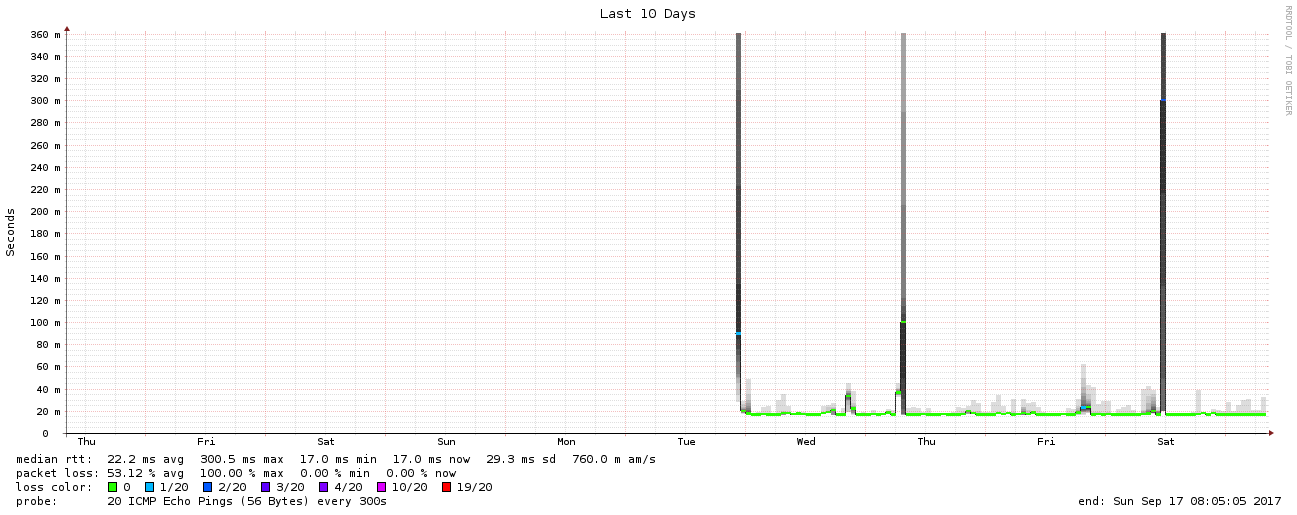 Last 10 Days
RRDTOOL / TOBI OETIKER
Seconds
360 m
340 m
320 m
300 m
280 m
260 m
240 m
220 m
200 m
180 m
160 m
140 m
120 m
100 m
80 m
60 m
40 m
20 m
0
Thu Fri Sat Sun Mon Tue Wed Thu Fri Sat
median rtt: 22.2 ms avg 300.5 ms max 17.0 ms min 17.0 ms now 29.3 ms sd 760.0 m am/s
packet loss: 53.12 % avg 100.00 % max 0.00 % min 0.00 % now
loss color: 0 1/20 2/20 3/20 4/20 10/20 19/20
probe: 20 ICMP Echo Pings (56 Bytes) every 300s end: Sun Sep 17 08:05:05 2017